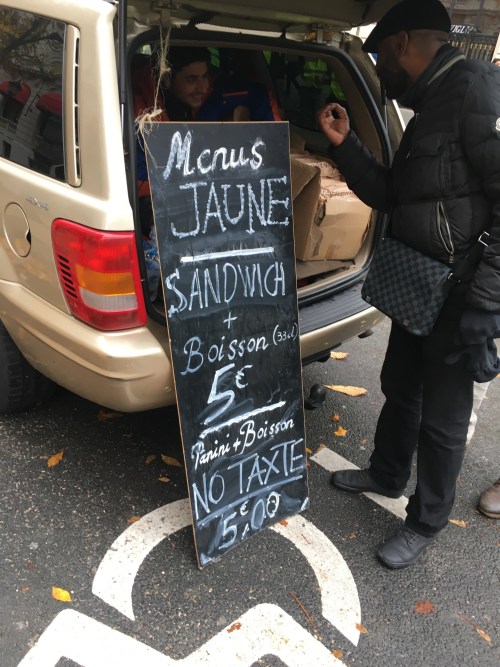 Menus
JAUNE
SANDWICH
+
Boisson (33cl)
5€
Panini + Boisson
NO TAXTE
5€,00